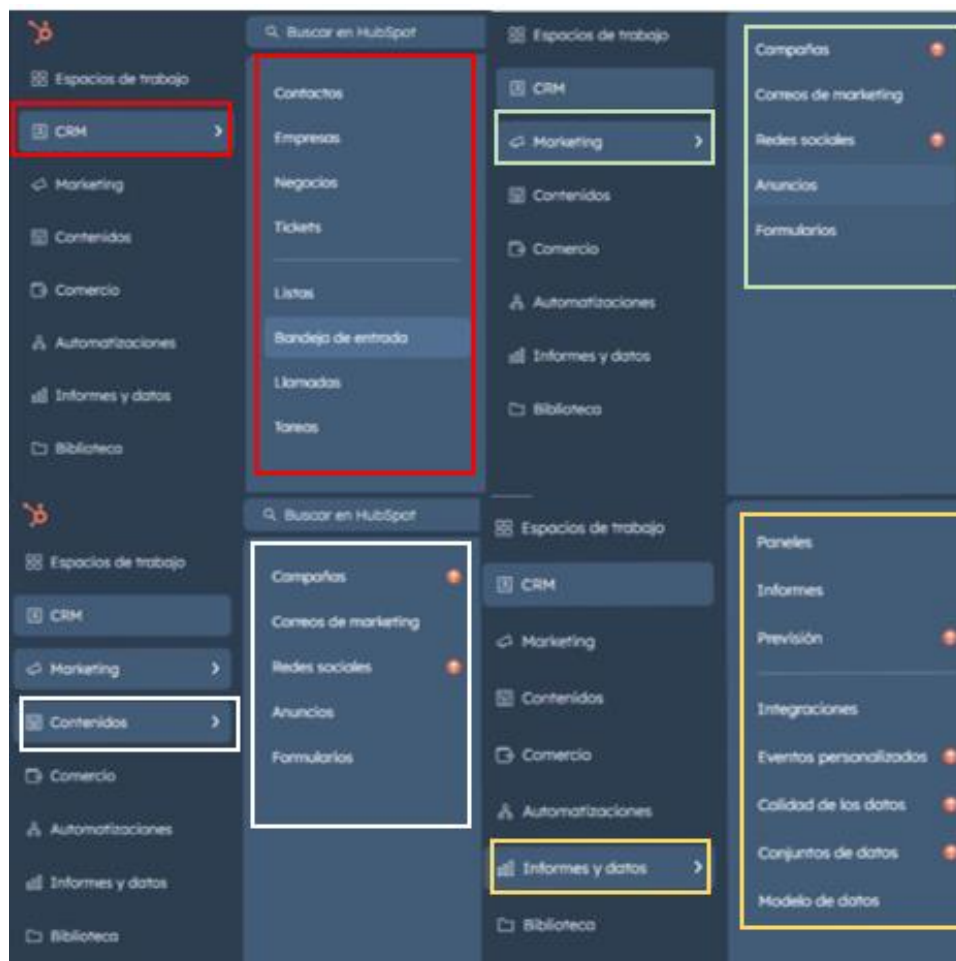 Buscar en HubSpot
Espacios de trabajo
CRM
Marketing
Contenidos
Comercio
Automatizaciones
Informes y datos
Biblioteca
Contactos
Empresas
Negocios
Tickets
Listas
Bandeja de entrada
Llamadas
Tareas
Espacios de trabajo
CRM
Marketing
Contenidos
Comercio
Automatizaciones
Informes y datos
Biblioteca
Campañas
Correos de marketing
Redes sociales
Anuncios
Formularios
Buscar en HubSpot
Espacios de trabajo
CRM
Marketing
Contenidos
Comercio
Automatizaciones
Informes y datos
Biblioteca
Campañas
Correos de marketing
Redes sociales
Anuncios
Formularios
Espacios de trabajo
CRM
Marketing
Contenidos
Comercio
Automatizaciones
Informes y datos
Biblioteca
Paneles
Informes
Previsión
Integraciones
Eventos personalizados
Calidad de los datos
Conjuntos de datos
Modelo de datos